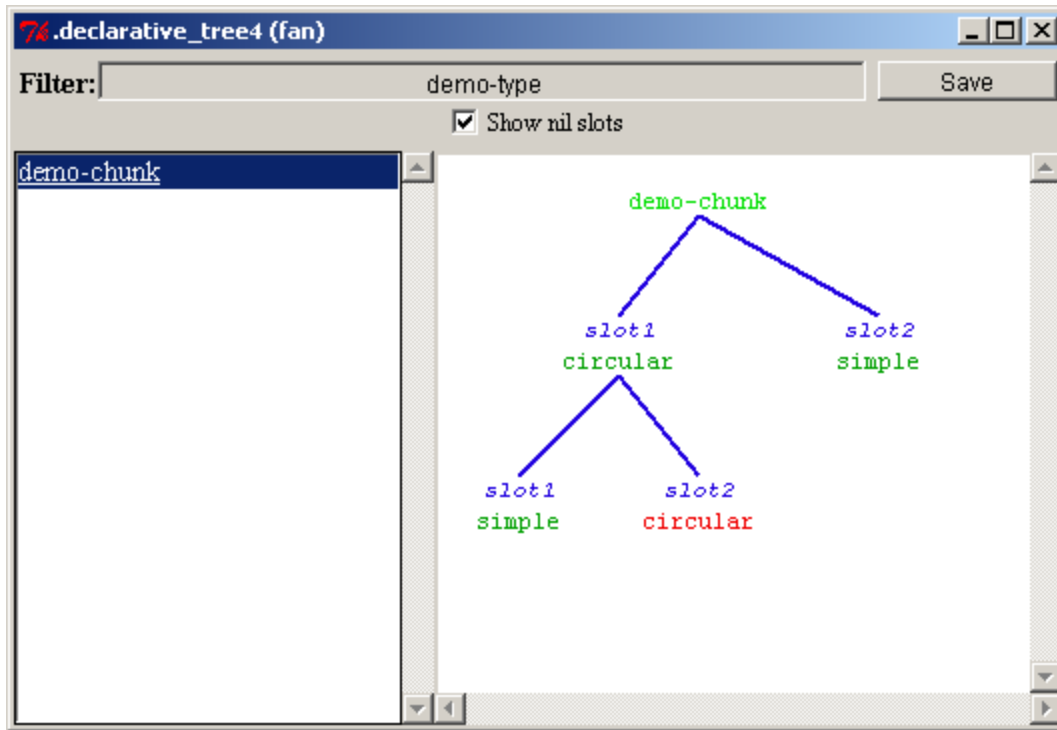 .declarative_tree4 (fan)
Filter: demo-type Save
Show nil slots
demo-chunk
demo-chunk
slot1 slot2
circular simple
slot1 slot2
simple circular